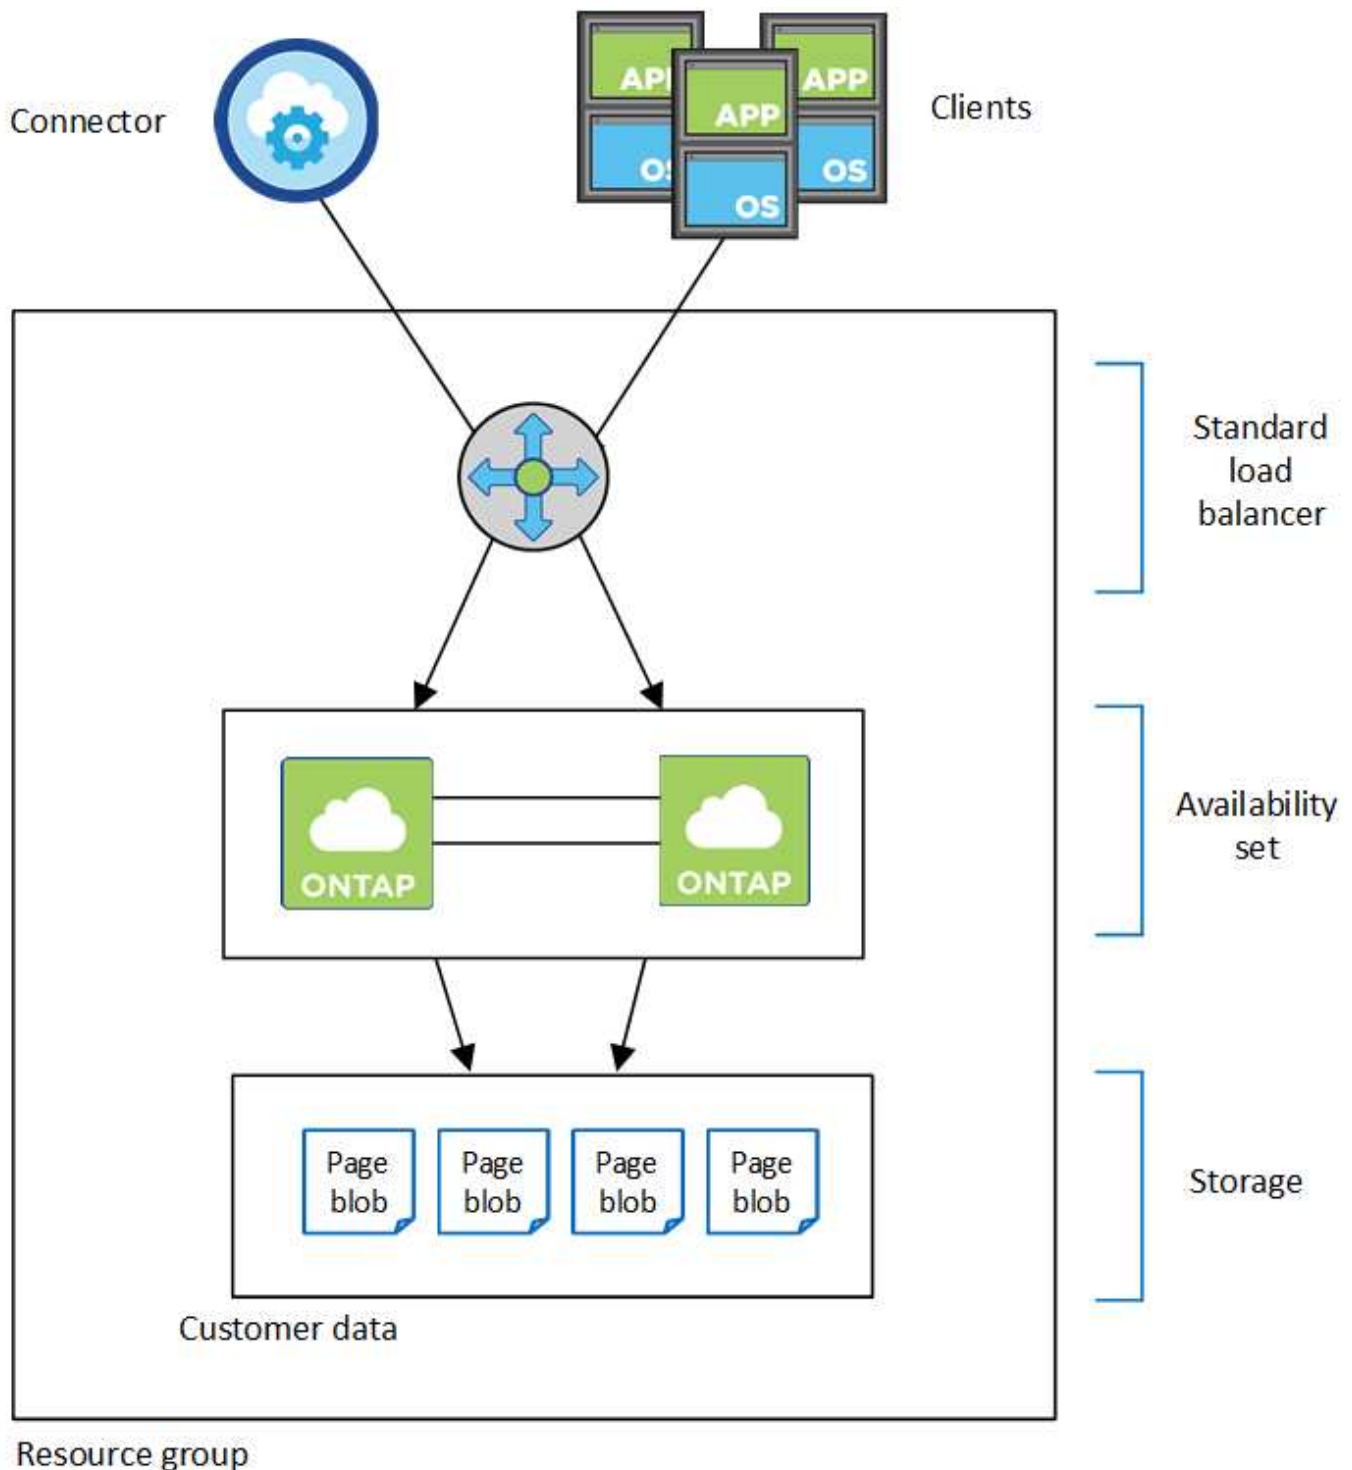 Connector
APP
APP
APP
OS
OS
OS
Clients
Standard
load
balancer
ONTAP
ONTAP
Availability
set
Page
blob
Page
blob
Page
blob
Page
blob
Storage
Customer data
Resource group